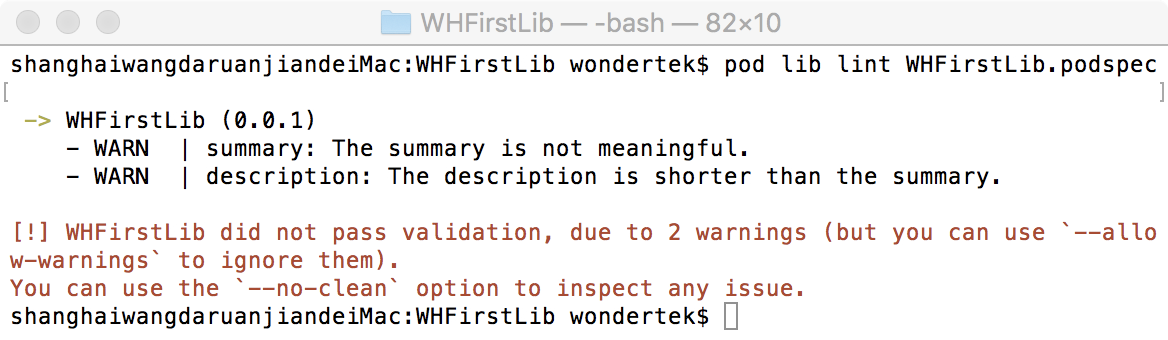 WHFirstLib — -bash — 82×10
shanghaiwangdaruanjiandeiMac:WHFirstLib wondertek$ pod lib lint WHFirstLib.podspec
[ ]
-> WHFirstLib (0.0.1)
- WARN | summary: The summary is not meaningful.
- WARN | description: The description is shorter than the summary.
[!] WHFirstLib did not pass validation, due to 2 warnings (but you can use `--allo
w-warnings` to ignore them).
You can use the `--no-clean` option to inspect any issue.
shanghaiwangdaruanjiandeiMac:WHFirstLib wondertek$